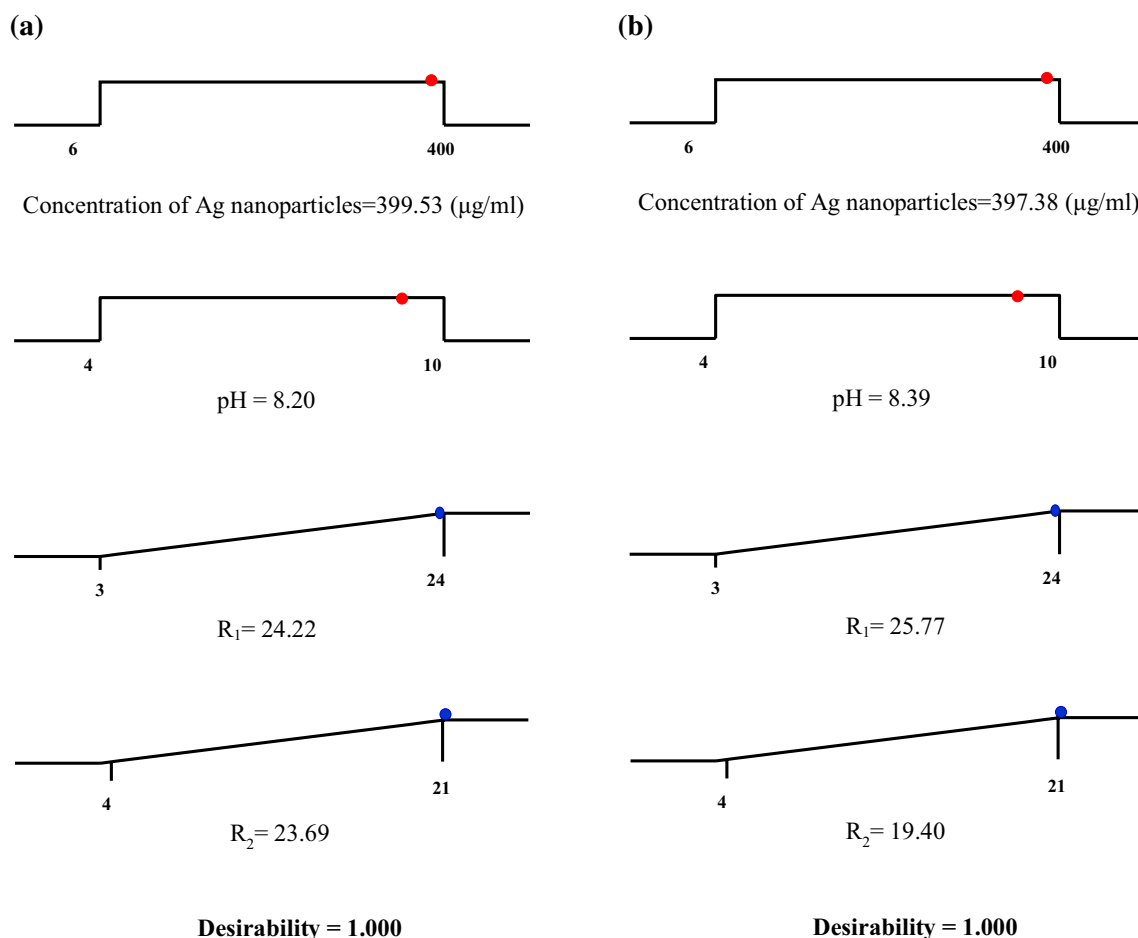 (a)
6
400
Concentration of Ag nanoparticles=399.53 (μg/ml)
4
10
pH = 8.20
3
24
R₁= 24.22
4
21
R₂= 23.69
Desirability = 1.000
(b)
6
400
Concentration of Ag nanoparticles=397.38 (μg/ml)
4
10
pH = 8.39
3
24
R₁= 25.77
4
21
R₂= 19.40
Desirability = 1.000